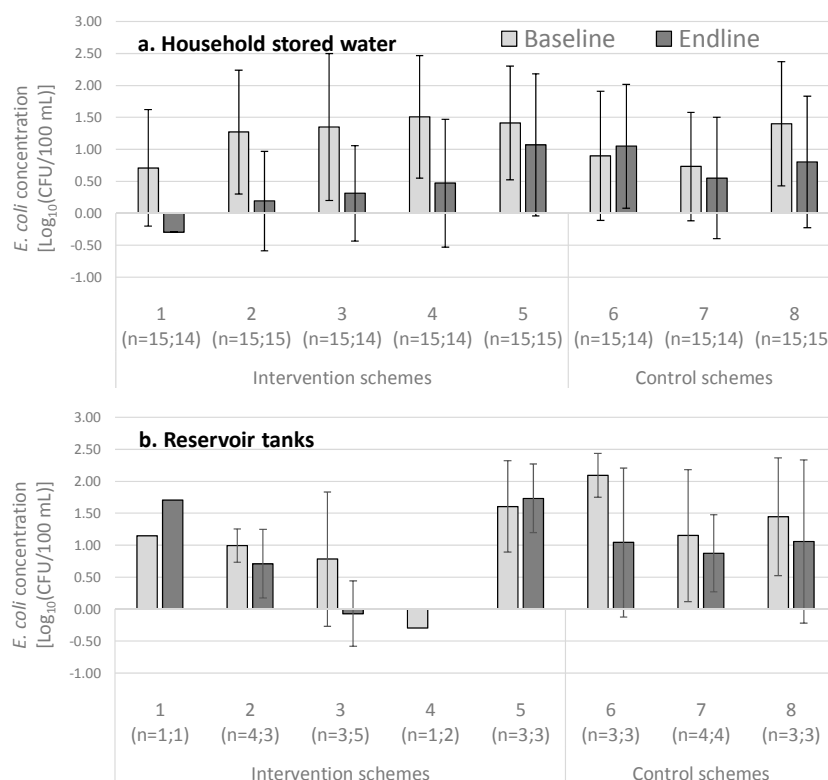 a. Household stored water
Baseline Endline
E. coli concentration
[Log₁₀(CFU/100 mL)]
3.00
2.50
2.00
1.50
1.00
0.50
0.00
-0.50
-1.00
1 2 3 4 5 6 7 8
(n=15;14) (n=15;15) (n=15;14) (n=15;14) (n=15;15) (n=15;14) (n=15;14) (n=15;15
Intervention schemes Control schemes
b. Reservoir tanks
E. coli concentration
[Log₁₀(CFU/100 mL)]
3.00
2.50
2.00
1.50
1.00
0.50
0.00
-0.50
-1.00
1 2 3 4 5 6 7 8
(n=1;1) (n=4;3) (n=3;5) (n=1;2) (n=3;3) (n=3;3) (n=4;4) (n=3;3)
Intervention schemes Control schemes